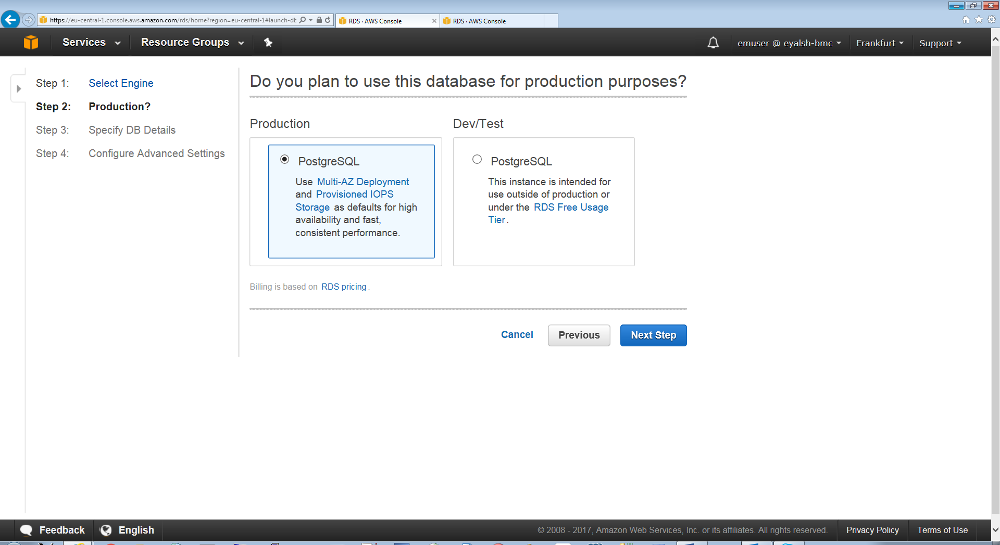 https://eu-central-1.console.aws.amazon.com/rds/home?region=eu-central-1#launch-db
RDS · AWS Console
RDS · AWS Console
Services
Resource Groups
emuser @ eyalsh-bmc
Frankfurt
Support
Step 1: Select Engine
Step 2: Production?
Step 3: Specify DB Details
Step 4: Configure Advanced Settings
Do you plan to use this database for production purposes?
Production
PostgreSQL
Use Multi-AZ Deployment
and Provisioned IOPS
Storage as defaults for high
availability and fast,
consistent performance.
Dev/Test
PostgreSQL
This instance is intended for
use outside of production or
under the RDS Free Usage
Tier.
Billing is based on RDS pricing.
Cancel
Previous
Next Step
Feedback
English
© 2008 - 2017, Amazon Web Services, Inc. or its affiliates. All rights reserved.
Privacy Policy
Terms of Use